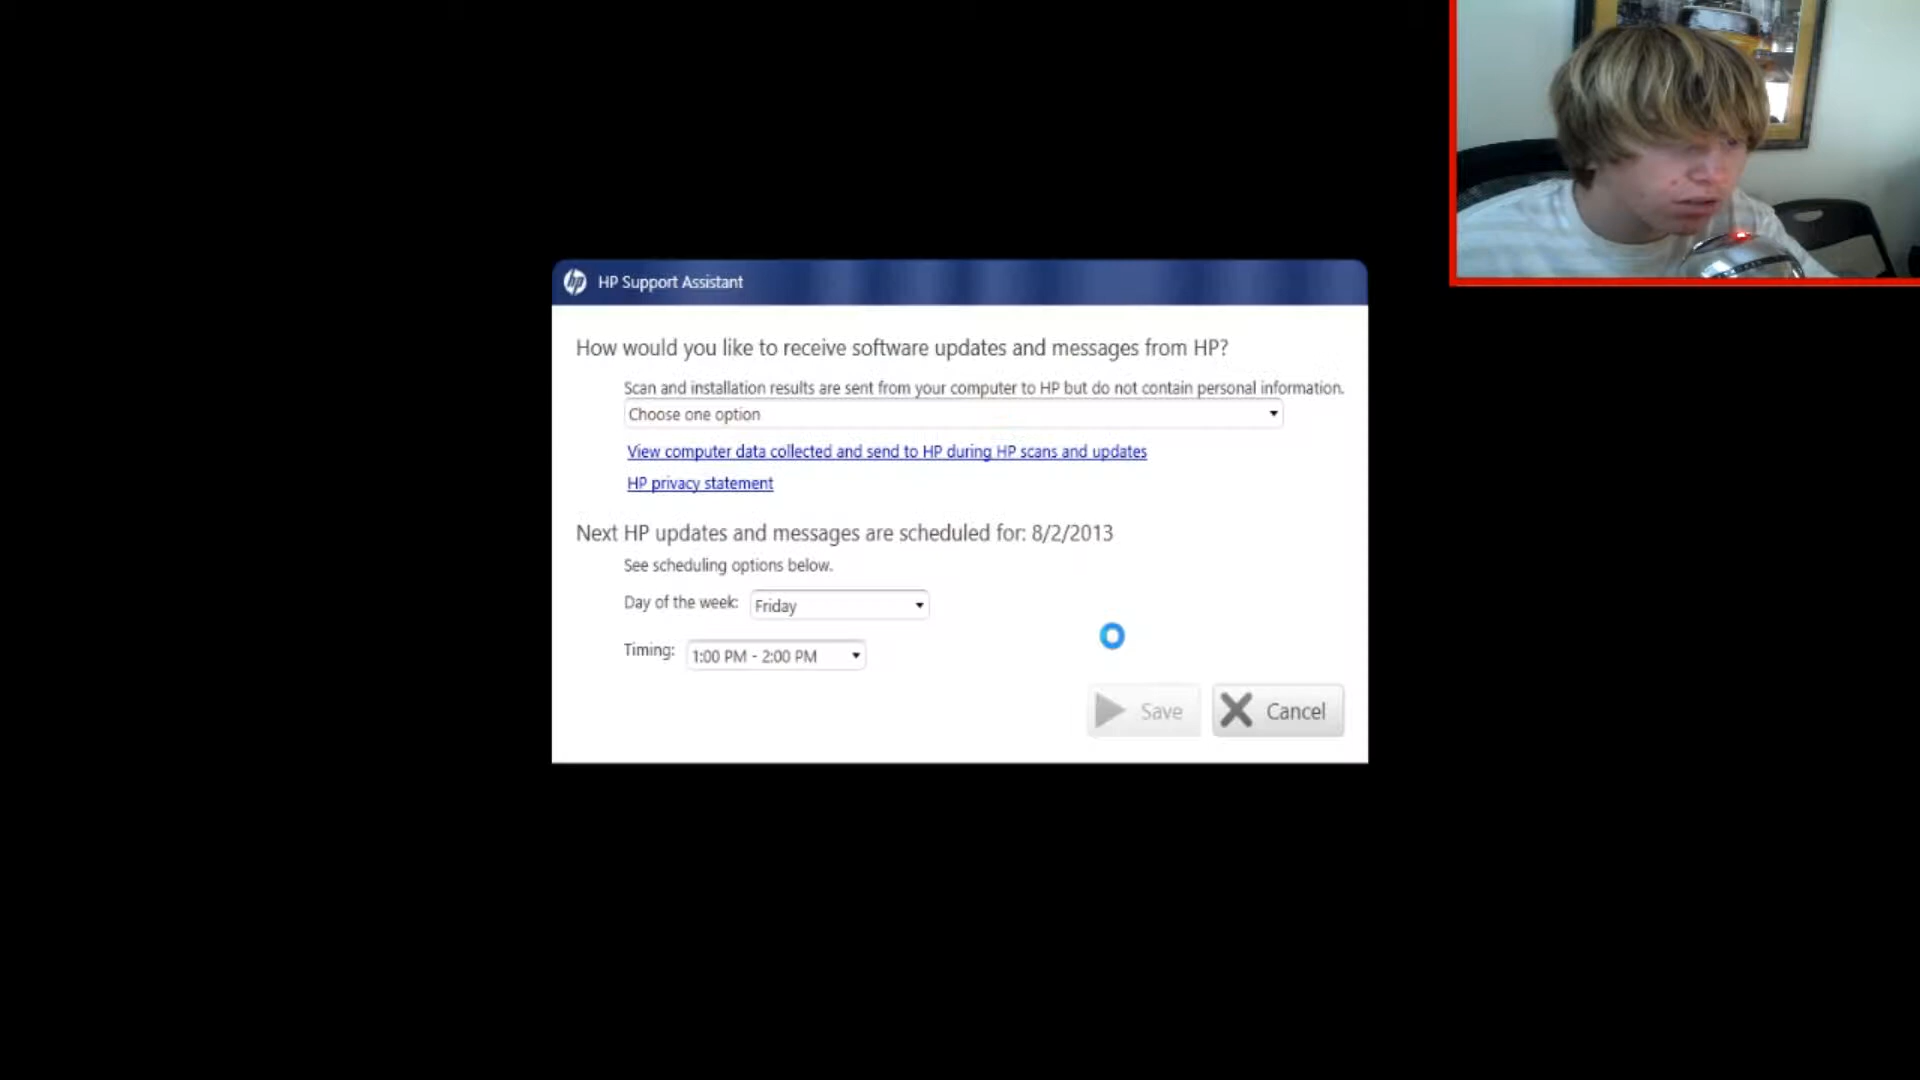 hp HP Support Assistant
How would you like to receive software updates and messages from HP?
Scan and installation results are sent from your computer to HP but do not contain personal information.
Choose one option
View computer data collected and send to HP during HP scans and updates
HP privacy statement
Next HP updates and messages are scheduled for: 8/2/2013
See scheduling options below.
Day of the week: Friday
Timing: 1:00 PM - 2:00 PM
Save Cancel